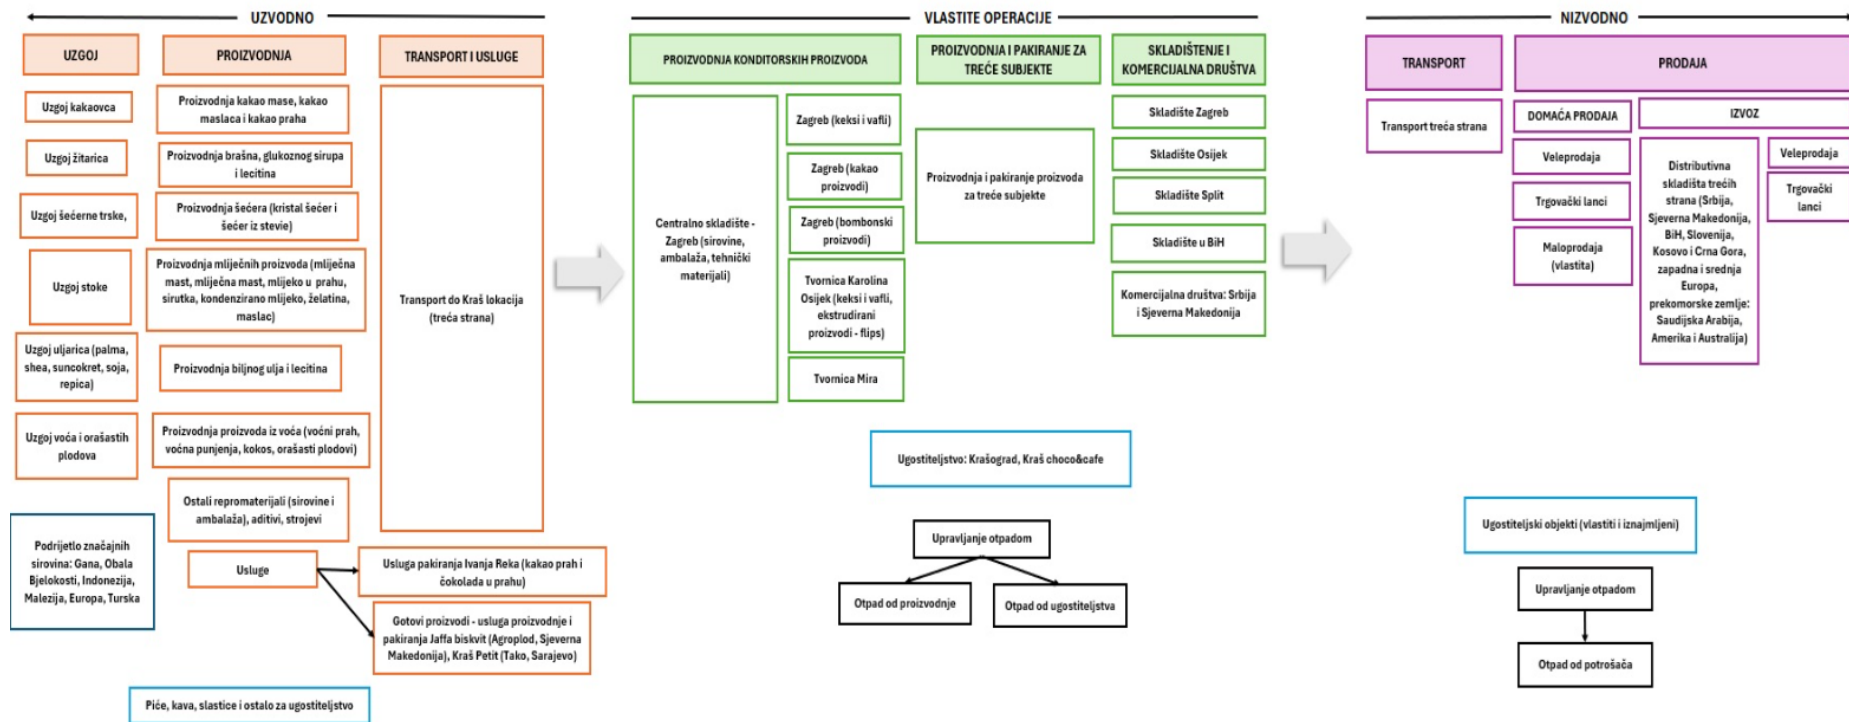 UZVODNO
UZGOJ
PROIZVODNJA
TRANSPORT I USLUGE
Uzgoj kakaovca
Uzgoj žitarica
Uzgoj šećerne trske,
Uzgoj stoke
Uzgoj uljarica (palma,
shea, suncokret, soja,
repica)
Uzgoj voća i orašastih
plodova
Podrijetlo značajnih
sirovina: Gana, Obala
Bjelokosti, Indonezija,
Malezija, Europa, Turska
Proizvodnja kakao mase, kakao
maslaca i kakao praha
Proizvodnja brašna, glukoznog sirupa
i lecitina
Proizvodnja šećera (kristal šećer i
šećer iz stevie)
Proizvodnja mliječnih proizvoda (mliječna
mast, mliječna mast, mlijeko u prahu,
sirutka, kondenzirano mlijeko, želatina,
maslac)
Proizvodnja biljnog ulja i lecitina
Proizvodnja proizvoda iz voća (voćni prah,
voćna punjenja, kokos, orašasti plodovi)
Ostali repromaterijali (sirovine i
ambalaža), aditivi, strojevi
Usluge
Transport do Kraš lokacija
(treća strana)
Usluga pakiranja Ivanja Reka (kakao prah i
čokolada u prahu)
Gotovi proizvodi - usluga proizvodnje i
pakiranja Jaffa biskvit (Agroplod, Sjeverna
Makedonija), Kraš Petit (Tako, Sarajevo)
Piće, kava, slastice i ostalo za ugostiteljstvo
VLASTITE OPERACIJE
PROIZVODNJA KONDITORSKIH PROIZVODA
PROIZVODNJA I PAKIRANJE ZA
TREĆE SUBJEKTE
SKLADIŠTENJE I
KOMERCIJALNA DRUŠTVA
Centralno skladište -
Zagreb (sirovine,
ambalaža, tehnički
materijali)
Zagreb (keksi i vafli)
Zagreb (kakao
proizvodi)
Zagreb (bombonski
proizvodi)
Tvornica Karolina
Osijek (keksi i vafli,
ekstrudirani
proizvodi - flips)
Tvornica Mira
Proizvodnja i pakiranje proizvoda
za treće subjekte
Skladište Zagreb
Skladište Osijek
Skladište Split
Skladište u BiH
Komercijalna društva: Srbija
i Sjeverna Makedonija
Ugostiteljstvo: Krašograd, Kraš choco&cafe
Upravljanje otpadom
Otpad od proizvodnje
Otpad od ugostiteljstva
NIZVODNO
TRANSPORT
PRODAJA
Transport treća strana
DOMAĆA PRODAJA
IZVOZ
Veleprodaja
Trgovački lanci
Maloprodaja
(vlastita)
Distributivna
skladišta trećih
strana (Srbija,
Sjeverna Makedonija,
BiH, Slovenija,
Kosovo i Crna Gora,
zapadna i srednja
Europa,
prekomorske zemlje:
Saudijska Arabija,
Amerika i Australija)
Veleprodaja
Trgovački
lanci
Ugostiteljski objekti (vlastiti i iznajmljeni)
Upravljanje otpadom
Otpad od potrošača